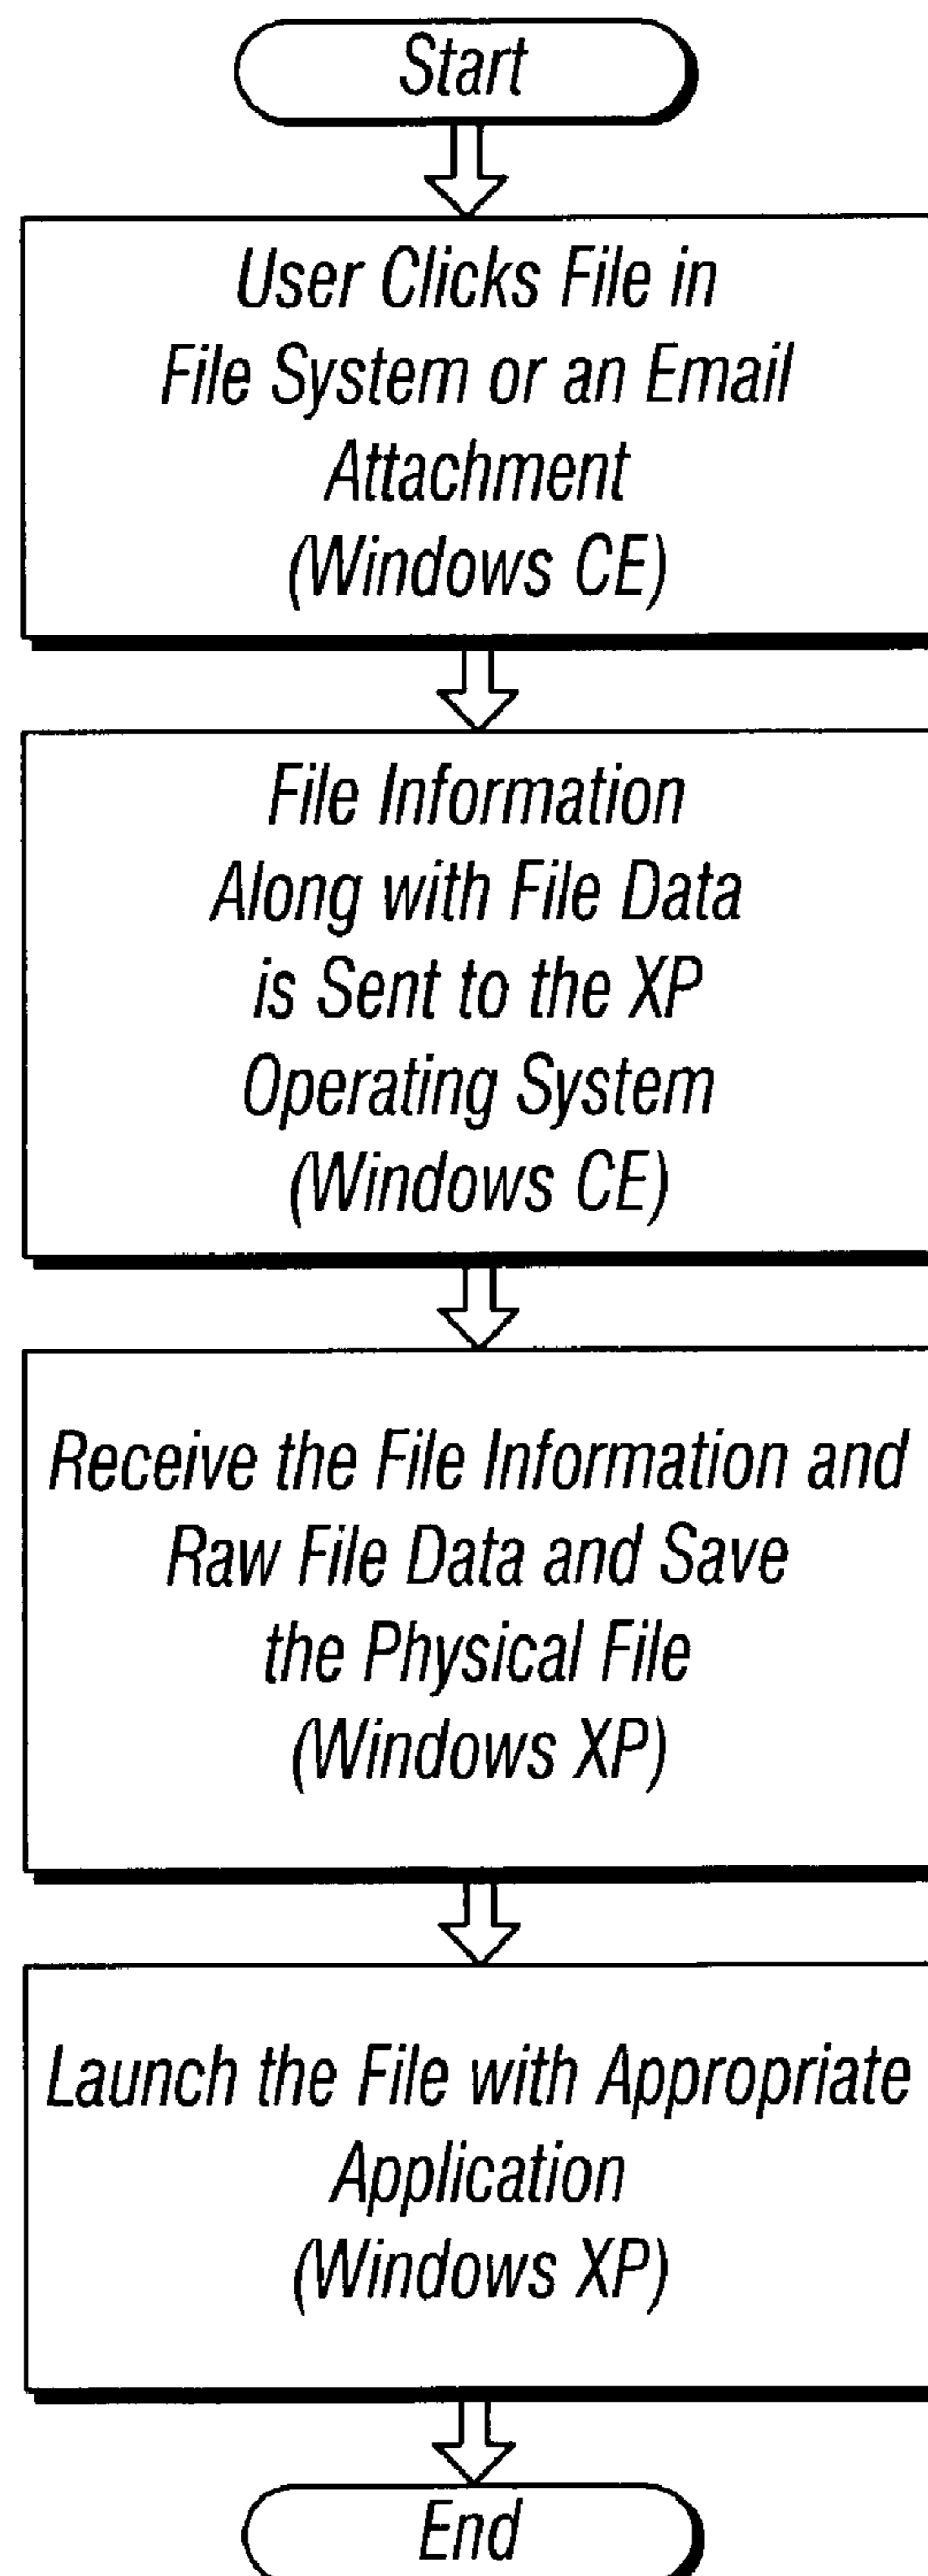 Start
User Clicks File in
File System or an Email
Attachment
(Windows CE)
File Information
Along with File Data
is Sent to the XP
Operating System
(Windows CE)
Receive the File Information and
Raw File Data and Save
the Physical File
(Windows XP)
Launch the File with Appropriate
Application
(Windows XP)
End